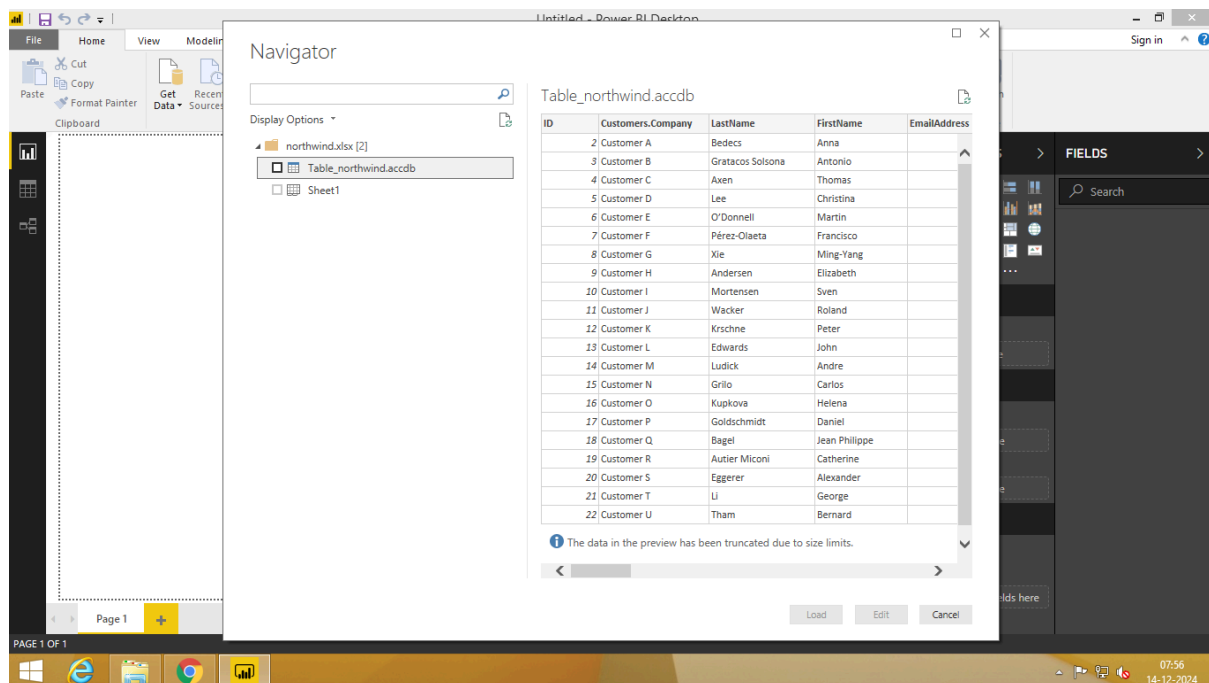 Untitled - Power BI Desktop
File Home View Modelin
Sign in
Paste
Cut
Copy
Format Painter
Clipboard
Get Data
Recen
Sources
Navigator
Display Options
northwind.xlsx [2]
Table_northwind.accdb
Sheet1
Table_northwind.accdb
ID Customers.Company LastName FirstName EmailAddress
2 Customer A Bedecs Anna
3 Customer B Gratacos Solsona Antonio
4 Customer C Axen Thomas
5 Customer D Lee Christina
6 Customer E O'Donnell Martin
7 Customer F Pérez-Olaeta Francisco
8 Customer G Xie Ming-Yang
9 Customer H Andersen Elizabeth
10 Customer I Mortensen Sven
11 Customer J Wacker Roland
12 Customer K Krschne Peter
13 Customer L Edwards John
14 Customer M Ludick Andre
15 Customer N Grilo Carlos
16 Customer O Kupkova Helena
17 Customer P Goldschmidt Daniel
18 Customer Q Bagel Jean Philippe
19 Customer R Autier Miconi Catherine
20 Customer S Eggerer Alexander
21 Customer T Li George
22 Customer U Tham Bernard
The data in the preview has been truncated due to size limits.
Load Edit Cancel
FIELDS
Search
lds here
Page 1
PAGE 1 OF 1
07:56
14-12-2024